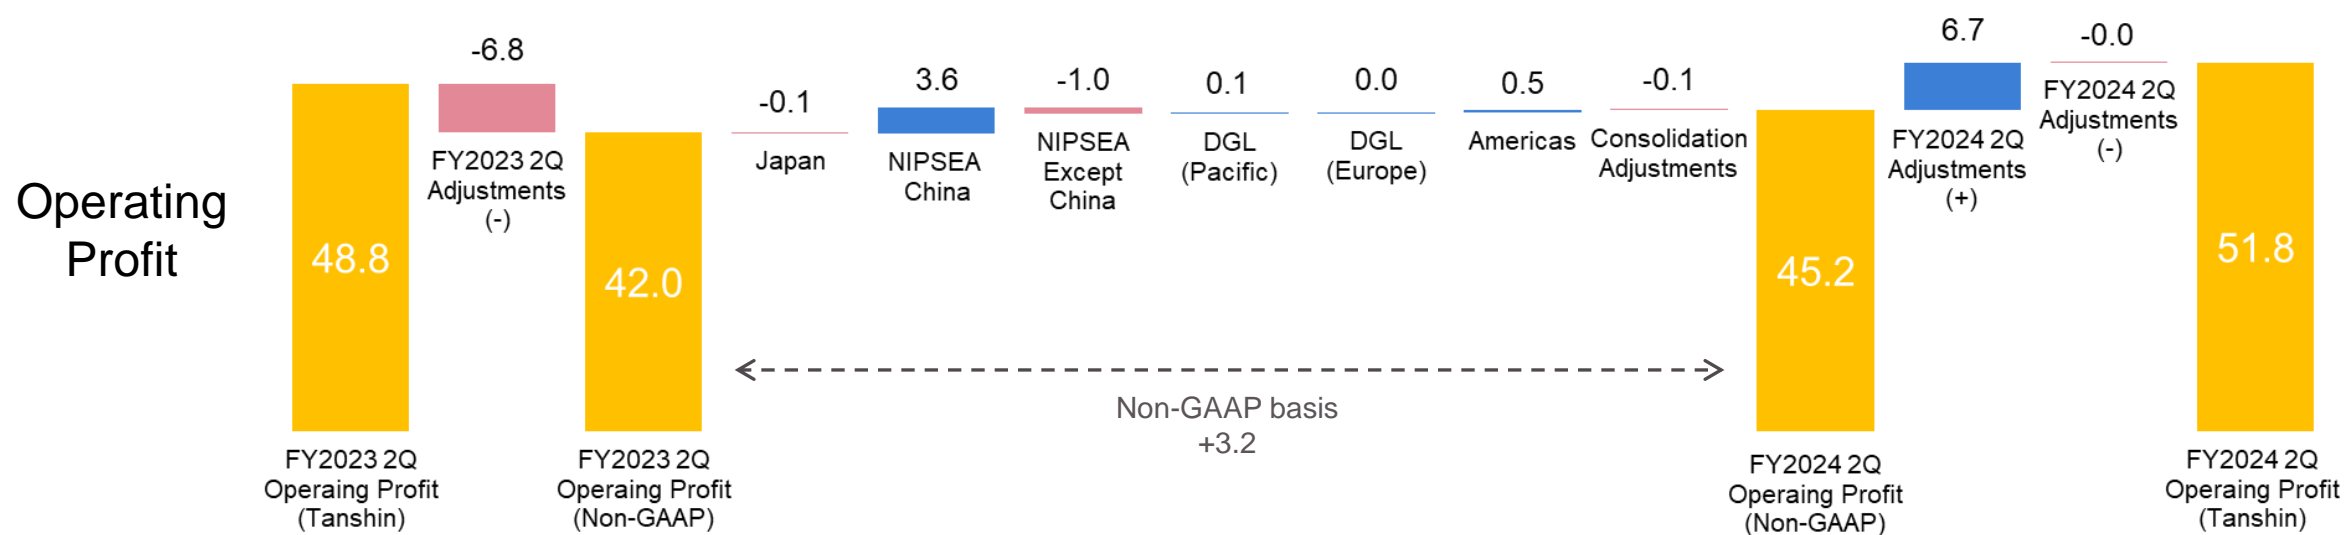 Operating
Profit
48.8
FY2023 2Q
Operaing Profit
(Tanshin)
-6.8
FY2023 2Q
Adjustments
(-)
42.0
FY2023 2Q
Operaing Profit
(Non-GAAP)
-0.1
Japan
3.6
NIPSEA
China
-1.0
NIPSEA
Except
China
0.1
DGL
(Pacific)
0.0
DGL
(Europe)
0.5
Americas
-0.1
Consolidation
Adjustments
Non-GAAP basis
+3.2
45.2
FY2024 2Q
Operaing Profit
(Non-GAAP)
6.7
FY2024 2Q
Adjustments
(+)
-0.0
FY2024 2Q
Adjustments
(-)
51.8
FY2024 2Q
Operaing Profit
(Tanshin)